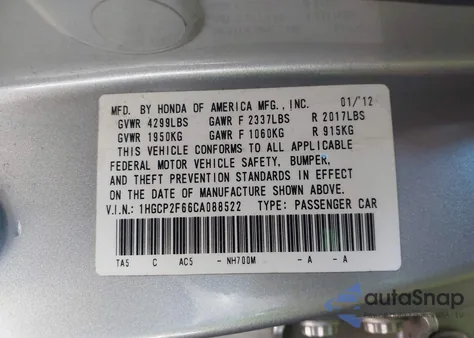 MFD. BY HONDA OF AMERICA MFG., INC. 01/'12
GVWR 4299LBS GAWR F 2337LBS R 2017LBS
GVWR 1950KG GAWR F 1060KG R 915KG
THIS VEHICLE CONFORMS TO ALL APPLICABLE
FEDERAL MOTOR VEHICLE SAFETY, BUMPER,
AND THEFT PREVENTION STANDARDS IN EFFECT
ON THE DATE OF MANUFACTURE SHOWN ABOVE.
V.I.N.: 1HGCP2F66CA088522 TYPE: PASSENGER CAR
TA5 C AC5 - NH700M - A - A
autoSnap